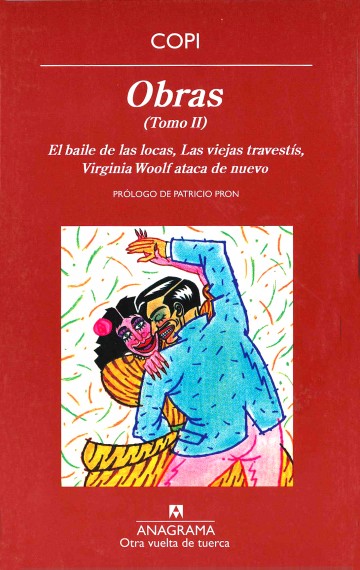 COPI
Obras
(Tomo II)
El baile de las locas, Las viejas travestís,
Virginia Woolf ataca de nuevo
PRÓLOGO DE PATRICIO PRON
ANAGRAMA
Otra vuelta de tuerca